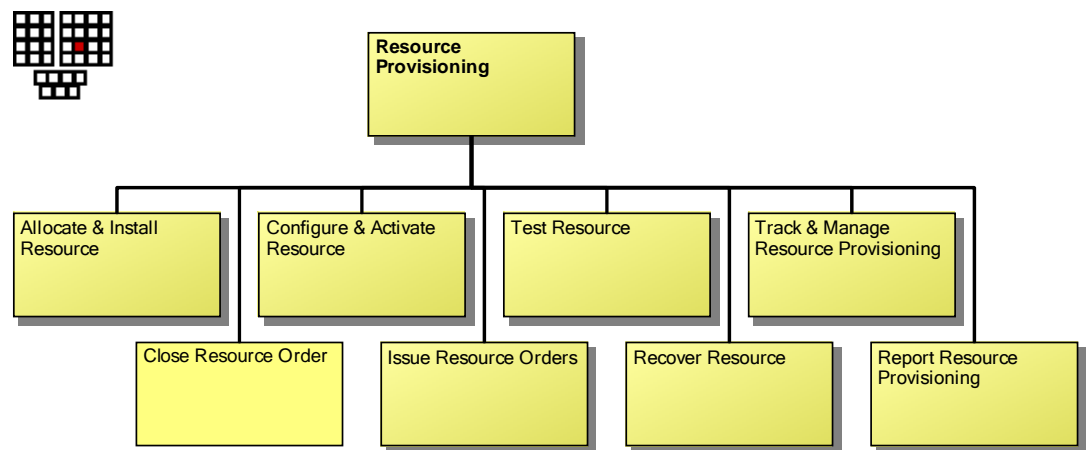 Resource
Provisioning
Allocate & Install
Resource
Configure & Activate
Resource
Test Resource
Track & Manage
Resource Provisioning
Close Resource Order
Issue Resource Orders
Recover Resource
Report Resource
Provisioning